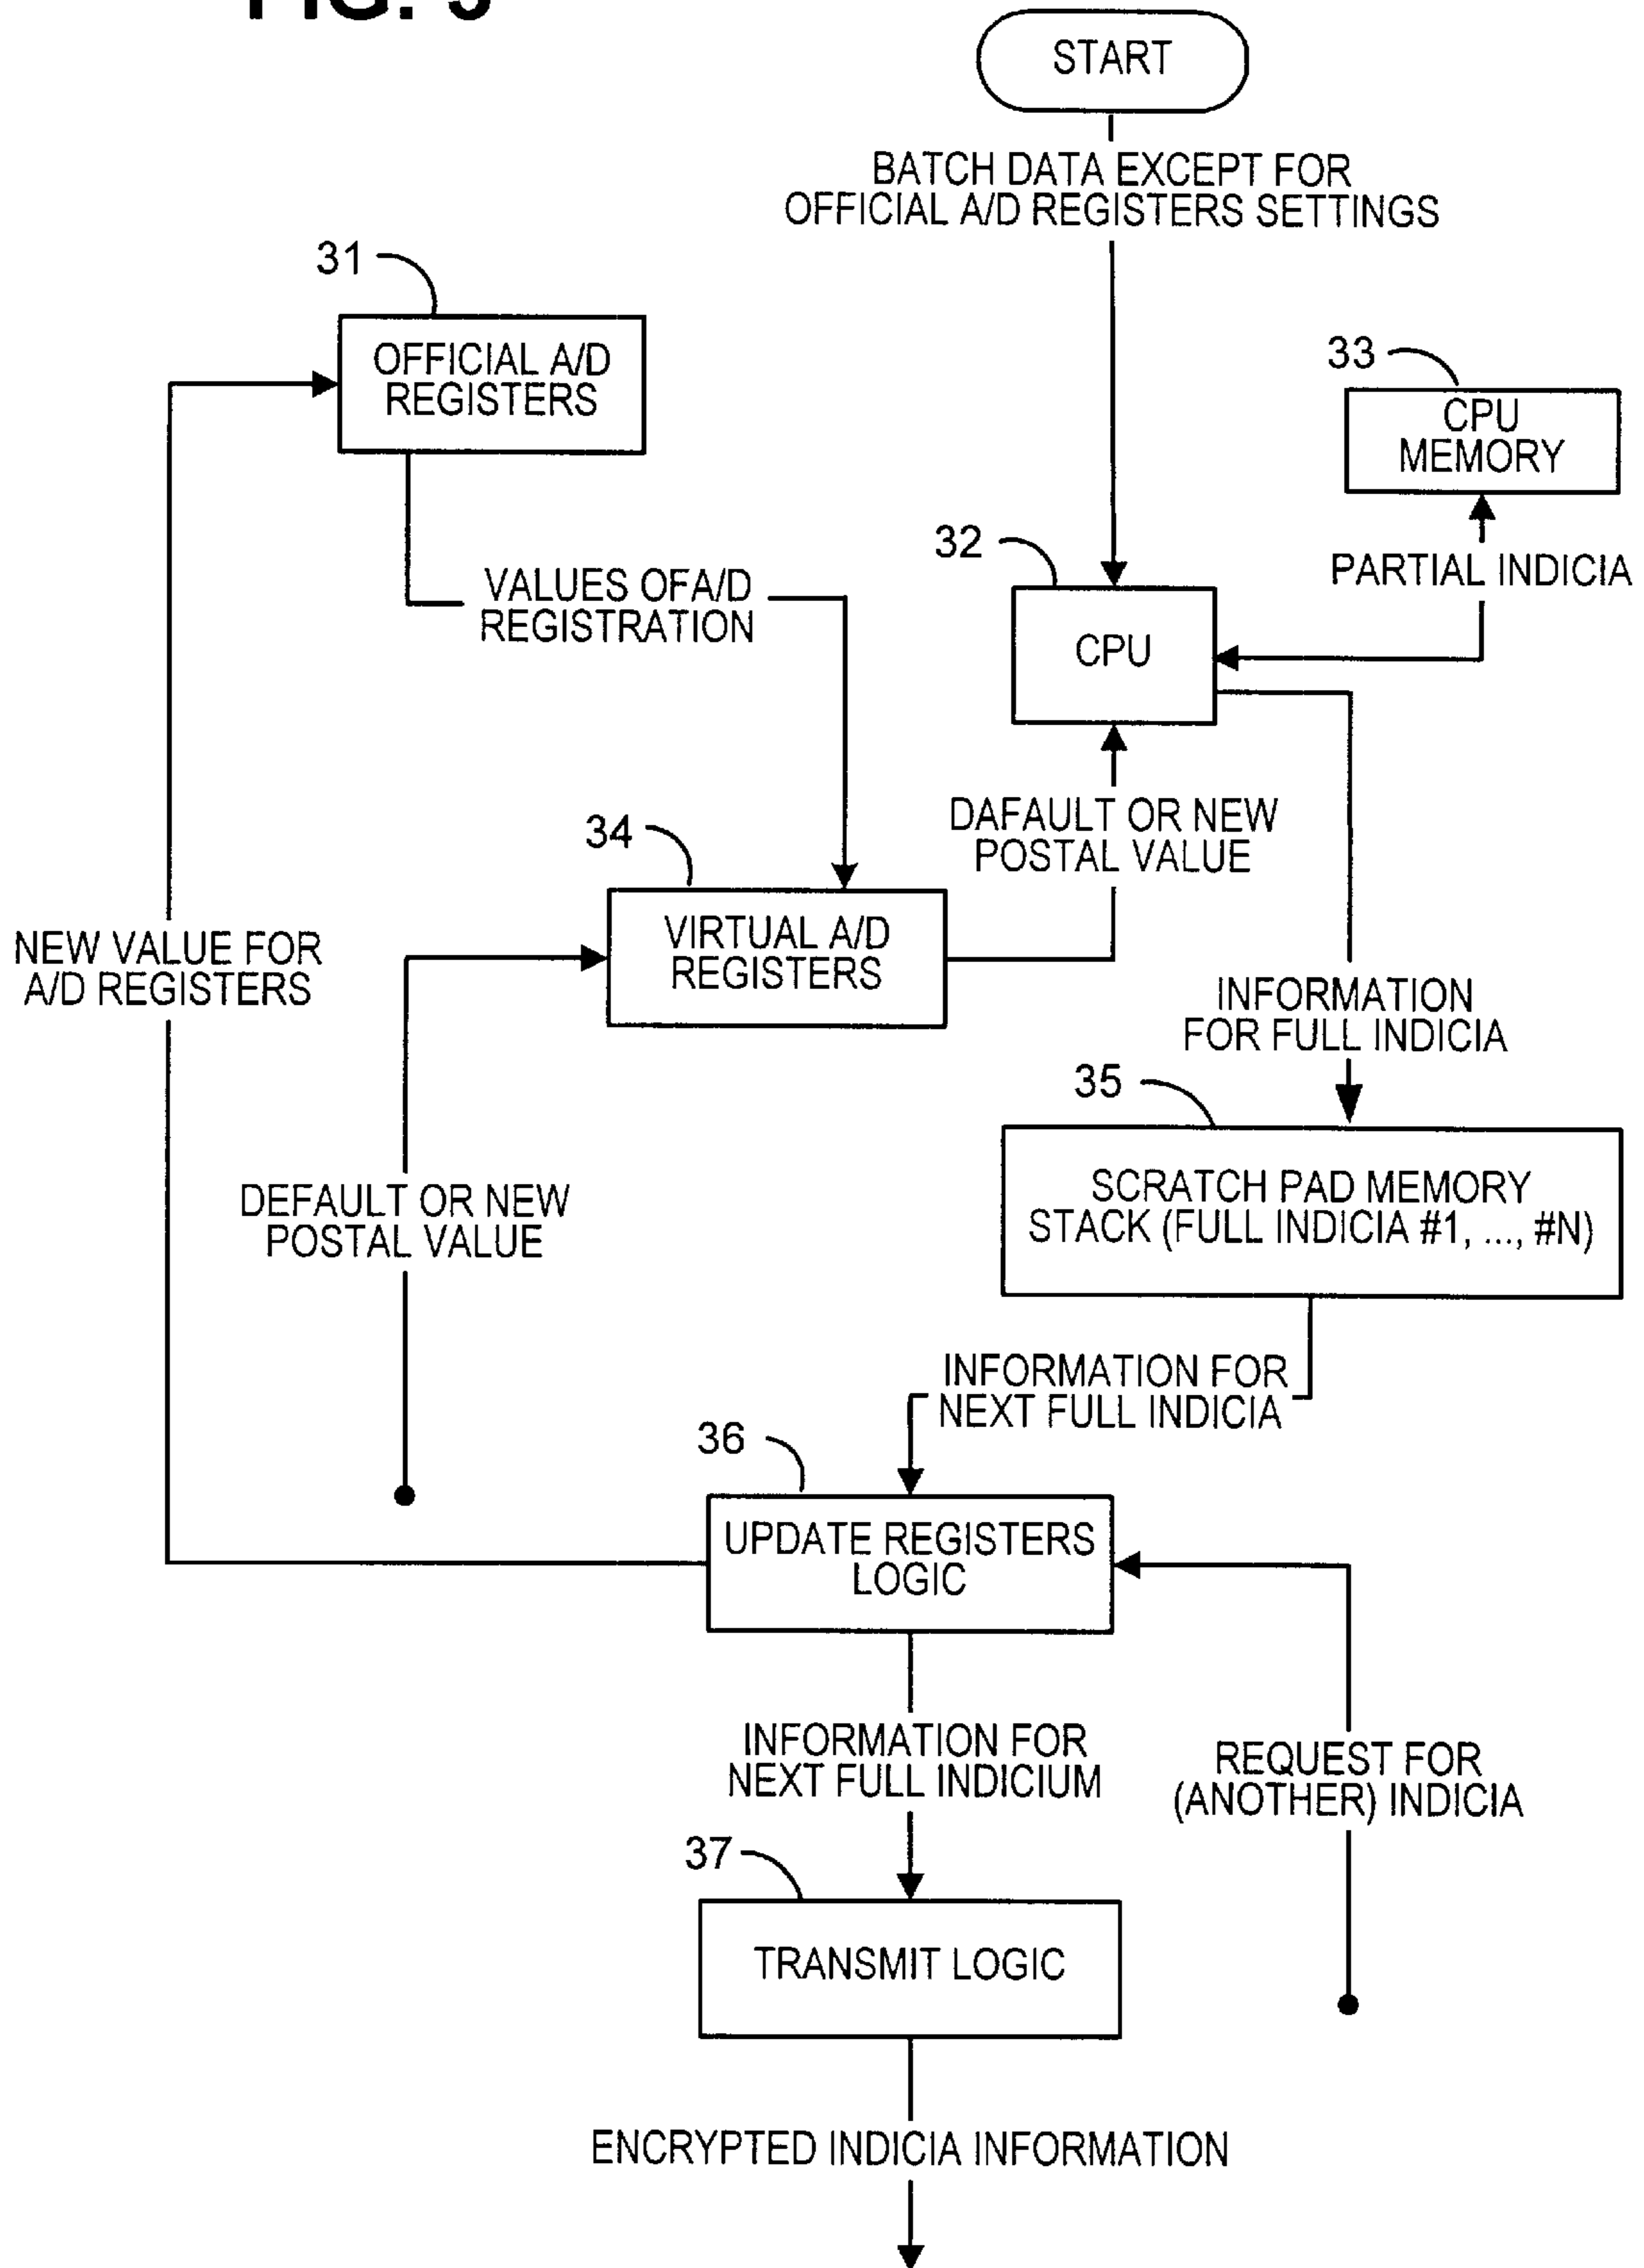 START
BATCH DATA EXCEPT FOR
OFFICIAL A/D REGISTERS SETTINGS
31
OFFICIAL A/D
REGISTERS
33
CPU
MEMORY
32
PARTIAL INDICIA
VALUES OFA/D
REGISTRATION
CPU
DAFAULT OR NEW
POSTAL VALUE
34
VIRTUAL A/D
REGISTERS
NEW VALUE FOR
A/D REGISTERS
INFORMATION
FOR FULL INDICIA
35
SCRATCH PAD MEMORY
STACK (FULL INDICIA #1, ..., #N)
DEFAULT OR NEW
POSTAL VALUE
INFORMATION FOR
NEXT FULL INDICIA
36
UPDATE REGISTERS
LOGIC
INFORMATION FOR
NEXT FULL INDICIUM
REQUEST FOR
(ANOTHER) INDICIA
37
TRANSMIT LOGIC
ENCRYPTED INDICIA INFORMATION